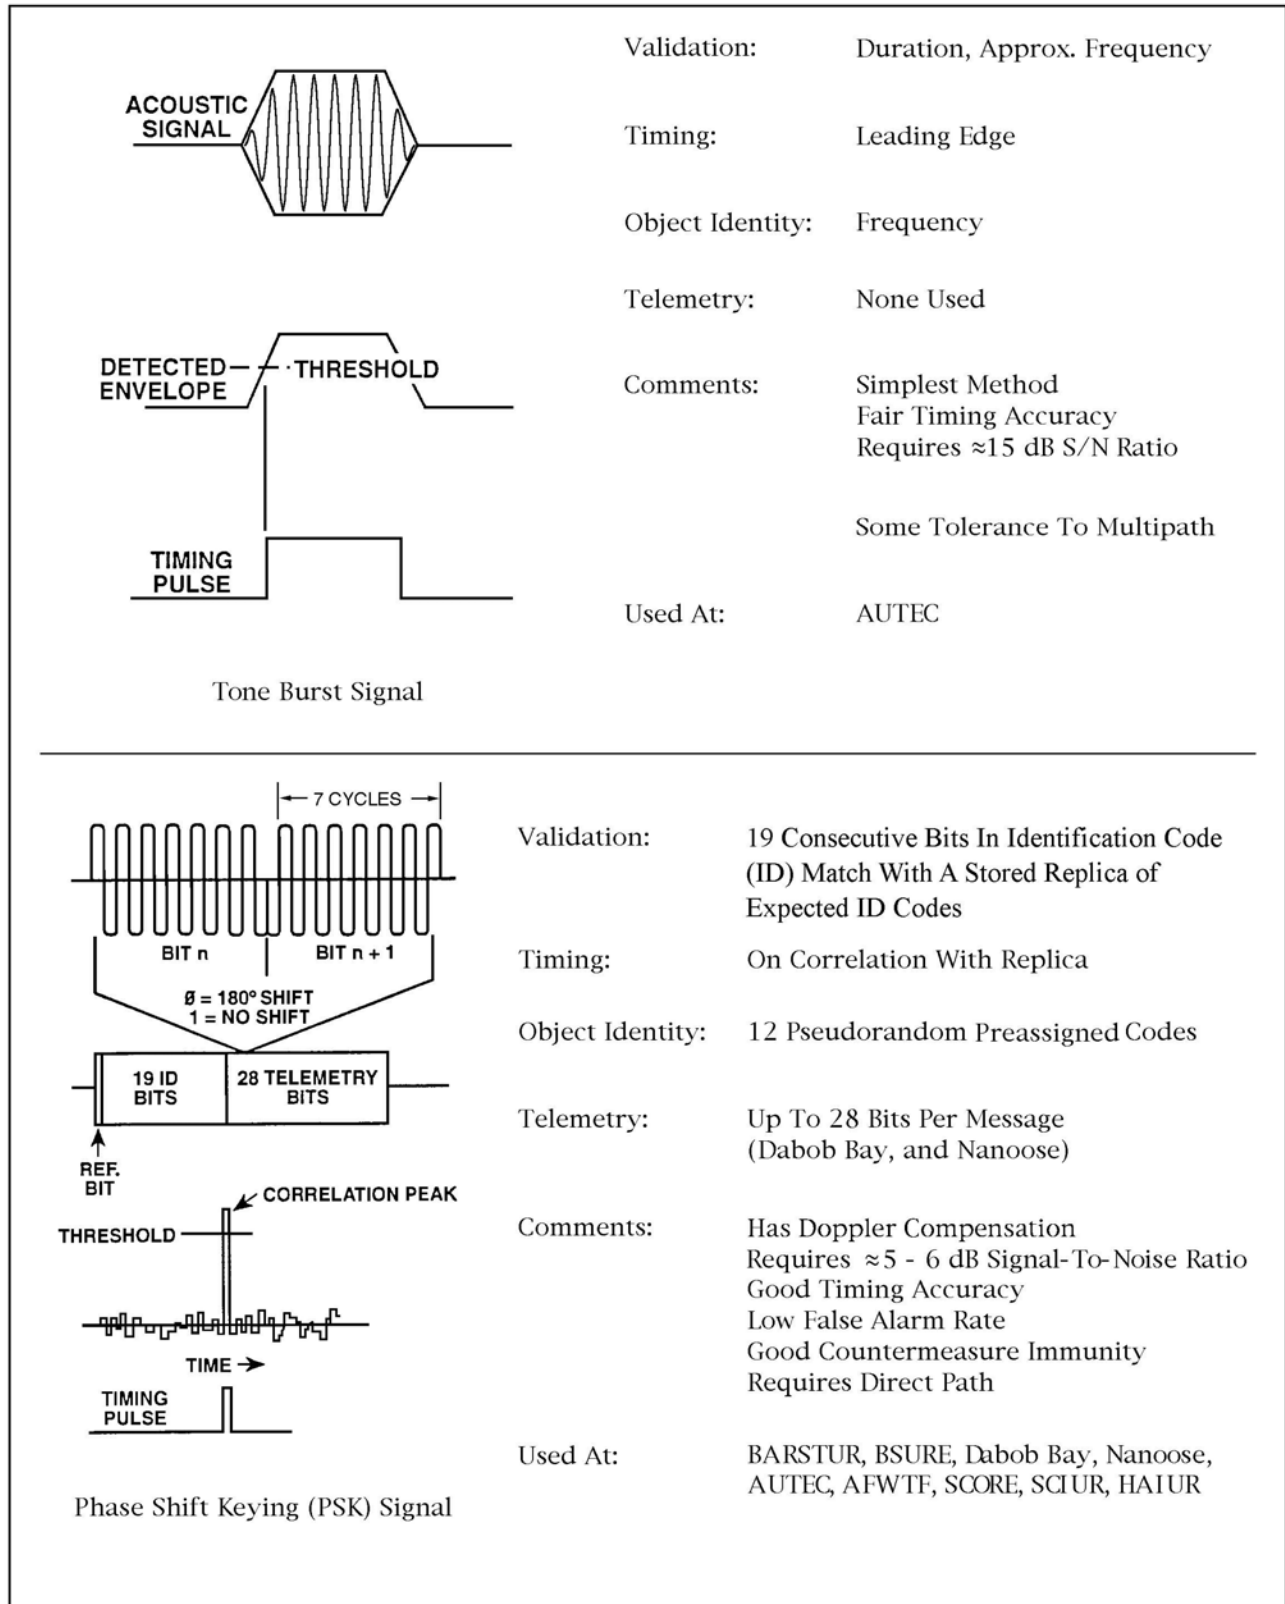 ACOUSTIC
SIGNAL
Validation: Duration, Approx. Frequency
Timing: Leading Edge
Object Identity: Frequency
Telemetry: None Used
DETECTED
ENVELOPE
THRESHOLD
Comments: Simplest Method
Fair Timing Accuracy
Requires ≈15 dB S/N Ratio
Some Tolerance To Multipath
TIMING
PULSE
Used At: AUTEC
Tone Burst Signal
7 CYCLES
BIT n
BIT n + 1
Ø = 180° SHIFT
1 = NO SHIFT
19 ID
BITS
28 TELEMETRY
BITS
REF.
BIT
CORRELATION PEAK
THRESHOLD
TIME
TIMING
PULSE
Phase Shift Keying (PSK) Signal
Validation: 19 Consecutive Bits In Identification Code
(ID) Match With A Stored Replica of
Expected ID Codes
Timing: On Correlation With Replica
Object Identity: 12 Pseudorandom Preassigned Codes
Telemetry: Up To 28 Bits Per Message
(Dabob Bay, and Nanoose)
Comments: Has Doppler Compensation
Requires ≈5 - 6 dB Signal-To-Noise Ratio
Good Timing Accuracy
Low False Alarm Rate
Good Countermeasure Immunity
Requires Direct Path
Used At: BARSTUR, BSURE, Dabob Bay, Nanoose,
AUTEC, AFWTF, SCORE, SCIUR, HAIUR